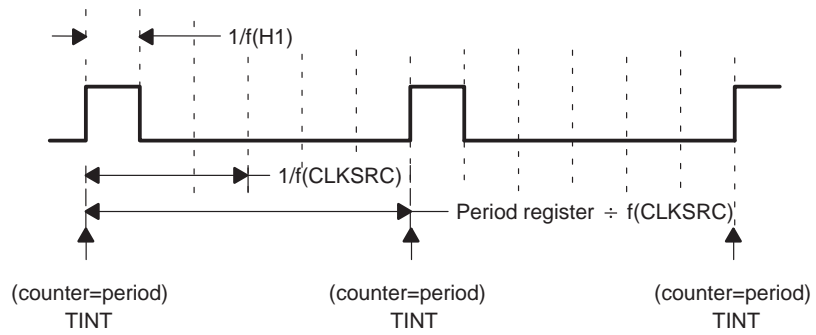 1/f(H1)
1/f(CLKSRC)
Period register ÷ f(CLKSRC)
(counter=period)
TINT
(counter=period)
TINT
(counter=period)
TINT